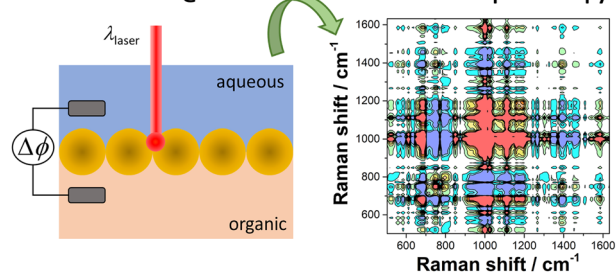 λlaser
aqueous
Δϕ
organic
Raman shift / cm⁻¹
1600
1400
1200
1000
800
600
600 800 1000 1200 1400 1600
Raman shift / cm⁻¹